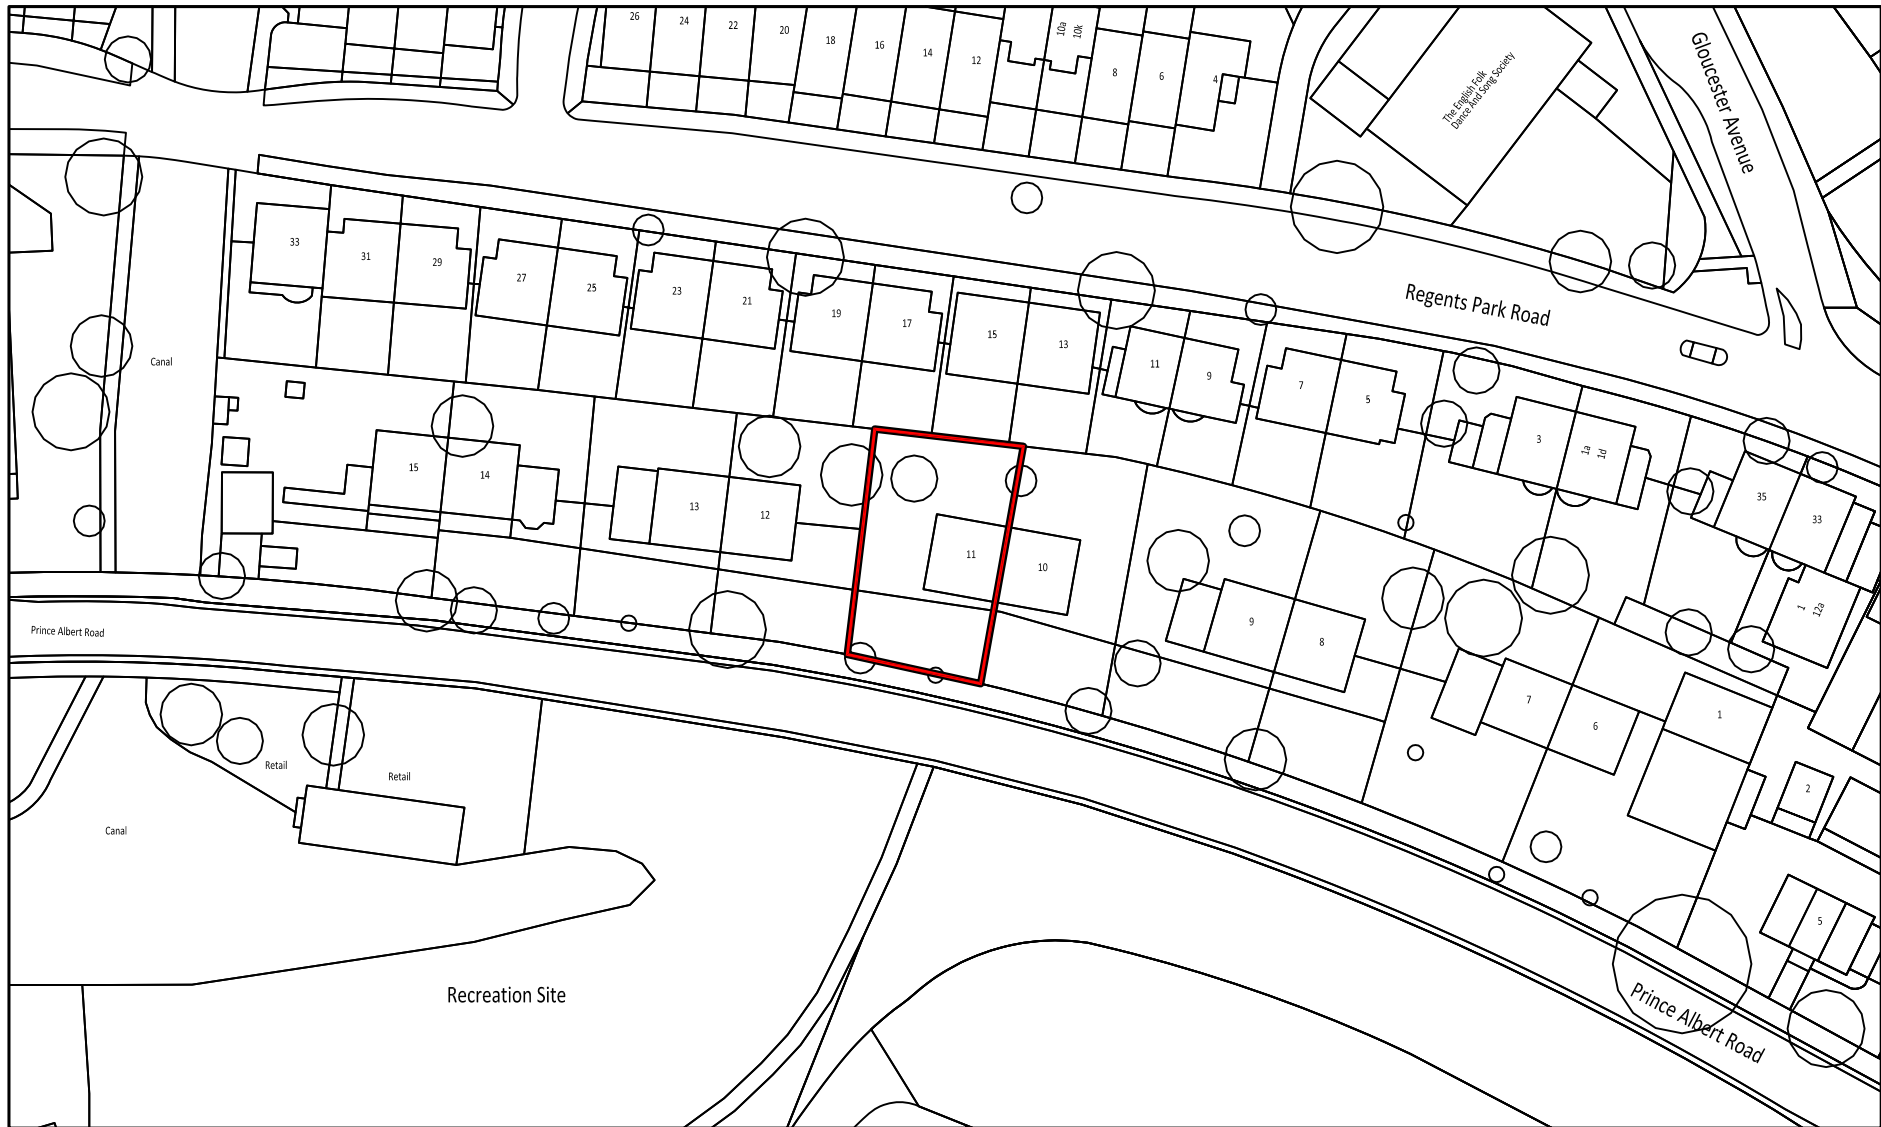 26
24
22
20
18
16
14
12
10a
10k
8
6
4
The English Folk
Dance And Song Society
Gloucester Avenue
33
31
29
27
25
23
21
19
17
15
13
11
9
7
5
3
1a
1d
35
33
Regents Park Road
Canal
15
14
13
12
11
10
9
8
7
6
1
1
12a
2
5
Prince Albert Road
Retail
Retail
Canal
Recreation Site
Prince Albert Road